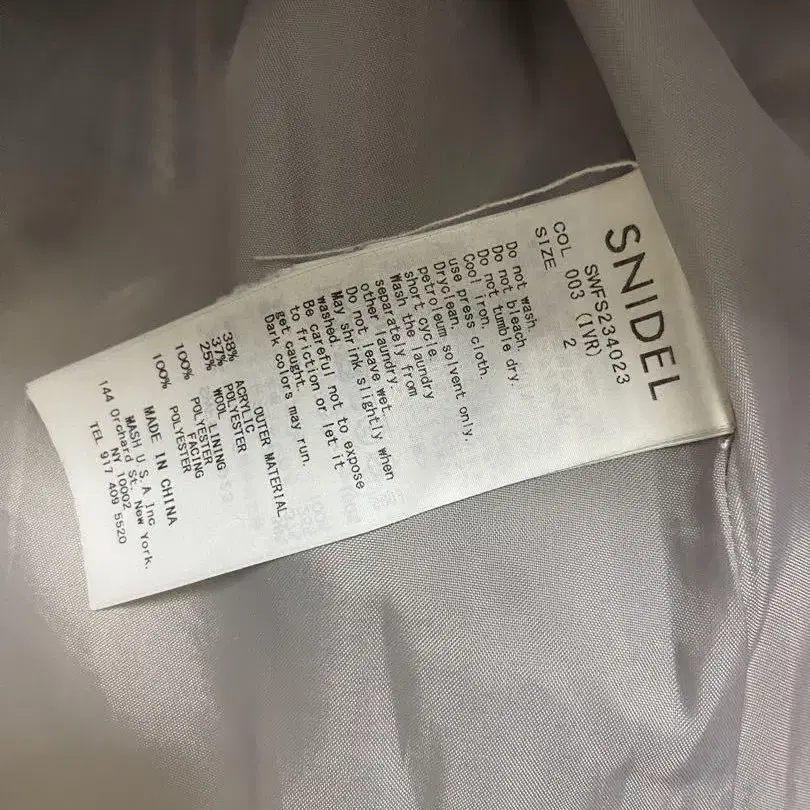 SNIDEL
SWFS234023
COL 003 (IVR)
SIZE 2
Do not wash.
Do not bleach.
Do not tumble dry.
Cool iron.
use press cloth.
Dryclean,
petroleum solvent only.
short cycle.
Wash the laundry
separately from
other laundry.
Do not leave wet.
May shrink slightly when
washed.
Be careful not to expose
to friction or let it
get caught.
Dark colors may run.
OUTER MATERIAL
38% ACRYLIC
37% POLYESTER
25% WOOL
LINING
100% POLYESTER
FACING
100% POLYESTER
MADE IN CHINA
MASH U S. A Inc
144 Orchard St. New York.
NY 10002
TEL 917 409 5520